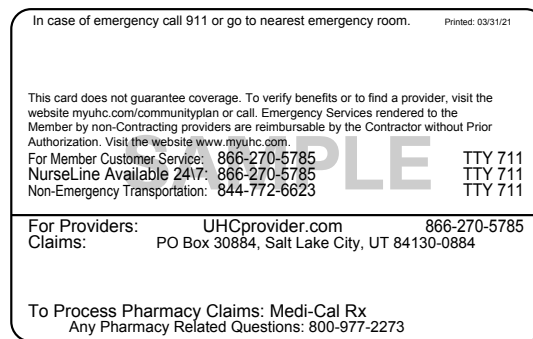 In case of emergency call 911 or go to nearest emergency room. Printed: 03/31/21
This card does not guarantee coverage. To verify benefits or to find a provider, visit the
website myuhc.com/communityplan or call. Emergency Services rendered to the
Member by non-Contracting providers are reimbursable by the Contractor without Prior
Authorization. Visit the website www.myuhc.com.
SAMPLE
For Member Customer Service: 866-270-5785 TTY 711
NurseLine Available 24\7: 866-270-5785 TTY 711
Non-Emergency Transportation: 844-772-6623 TTY 711
For Providers: UHCprovider.com 866-270-5785
Claims: PO Box 30884, Salt Lake City, UT 84130-0884
To Process Pharmacy Claims: Medi-Cal Rx
Any Pharmacy Related Questions: 800-977-2273